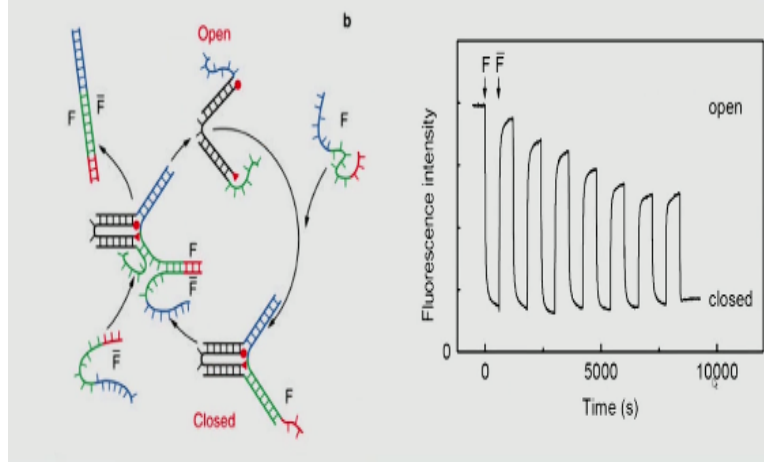 b
Open
F
F̅
F
F
F̅
F̅
F
Closed
F F̅
open
closed
Fluorescence intensity
0
0 5000 10000
Time (s)